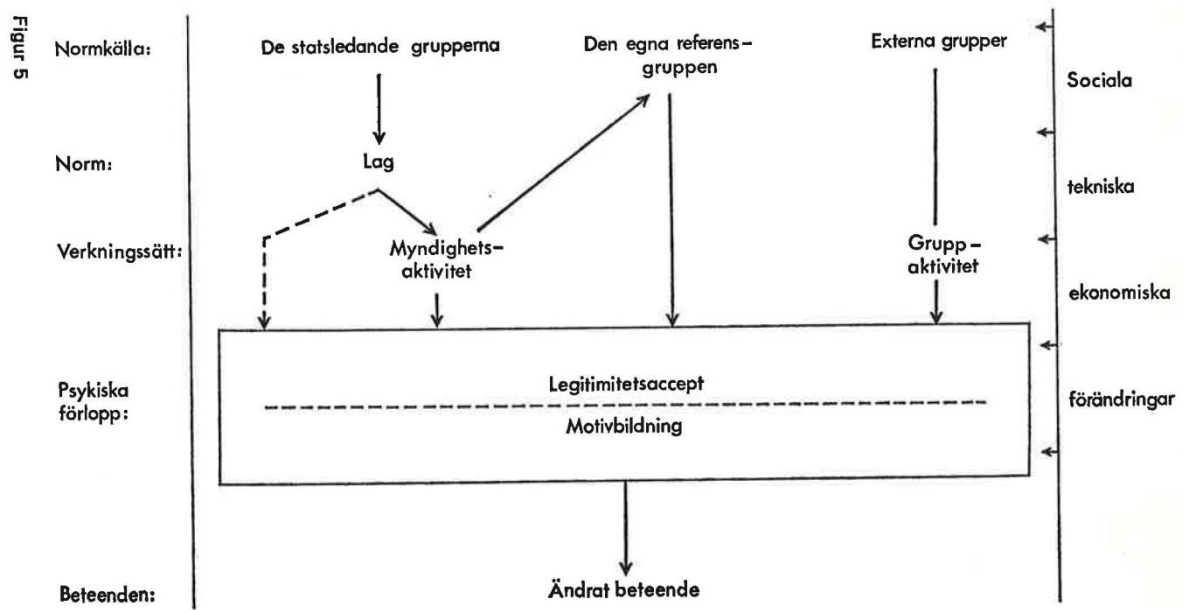 Figur 5
Normkälla:
De statsledande grupperna
Den egna referens-
gruppen
Externa grupper
Sociala
Norm:
Lag
tekniska
Verkningssätt:
Myndighets-
aktivitet
Grupp-
aktivitet
ekonomiska
Psykiska
förlopp:
Legitimitetsaccept
Motivbildning
förändringar
Beteenden:
Ändrat beteende